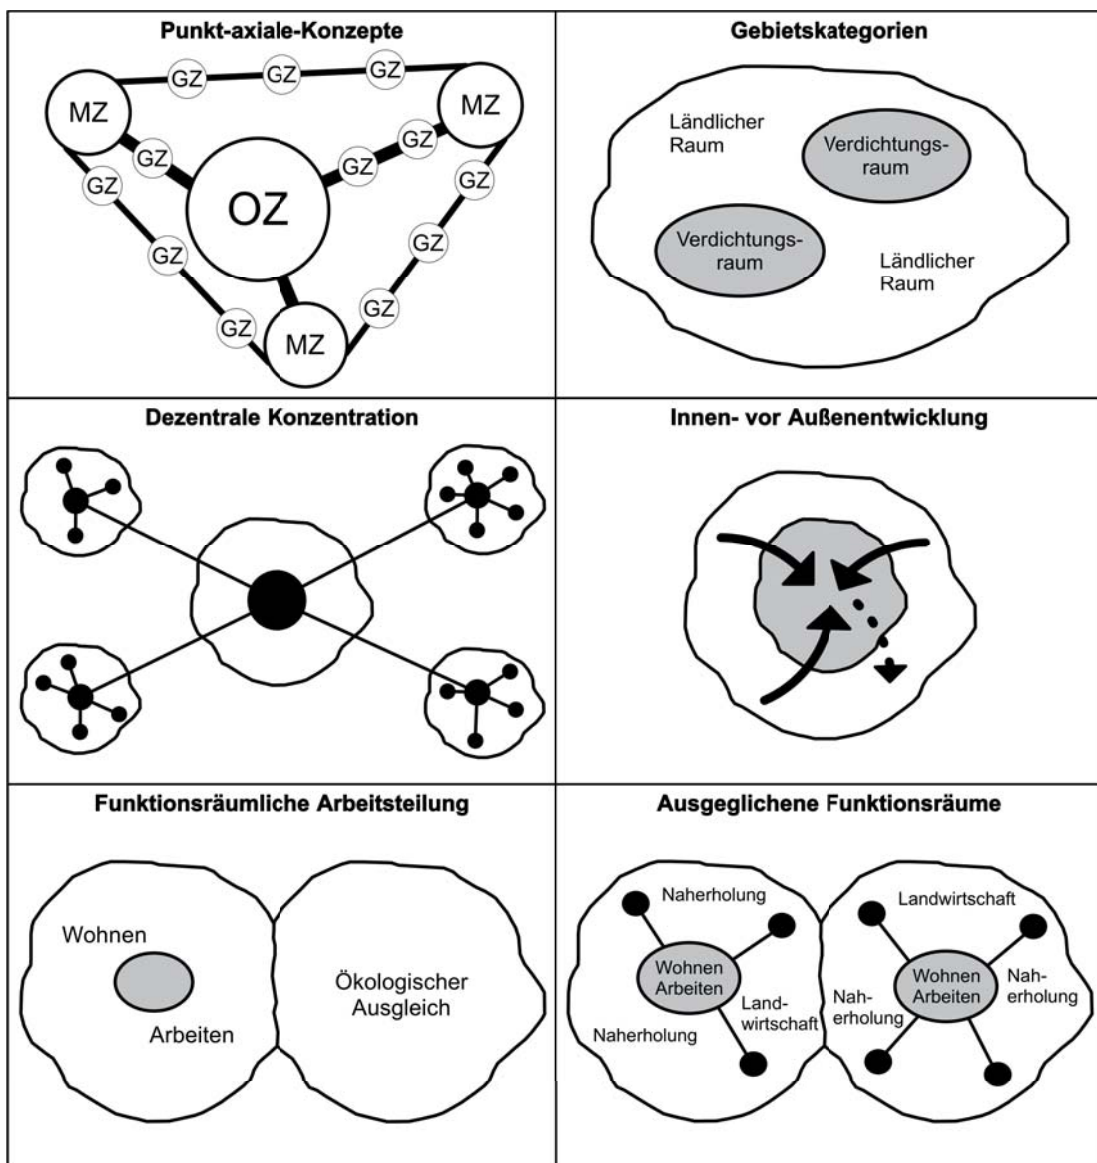 Punkt-axiale-Konzepte
GZ
GZ
GZ
MZ
MZ
GZ
GZ
GZ
GZ
GZ
OZ
GZ
GZ
GZ
GZ
MZ
Gebietskategorien
Ländlicher
Raum
Verdichtungs-
raum
Verdichtungs-
raum
Ländlicher
Raum
Dezentrale Konzentration
Innen- vor Außenentwicklung
Funktionsräumliche Arbeitsteilung
Wohnen
Arbeiten
Ökologischer
Ausgleich
Ausgeglichene Funktionsräume
Naherholung
Wohnen
Arbeiten
Land-
wirtschaft
Naherholung
Landwirtschaft
Wohnen
Arbeiten
Nah-
erholung
Nah-
erholung